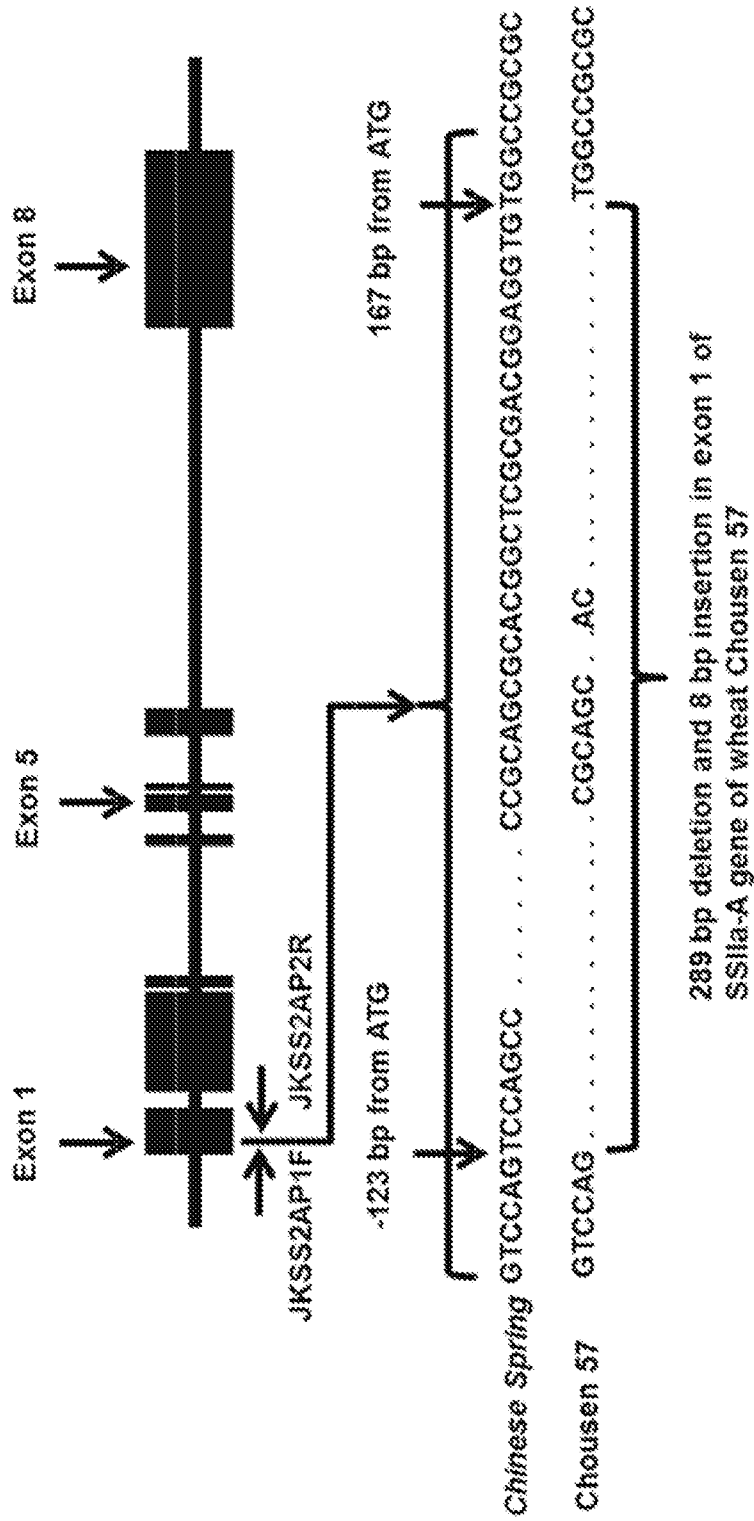 Exon 1
Exon 5
Exon 8
JKSS2AP1F
JKSS2AP2R
-123 bp from ATG
167 bp from ATG
Chinese Spring GTCCAGTCCAGCC . . . . . . CCGCAGCGCACGGCTCGCGACGGAGGTGTGGCCGCGC
Chousen 57 GTCCAG . . . . . . . . . . . . . . . . CGCAGC . .AC . . . . . . . . . . . . . . . . .TGGCCGCGC
289 bp deletion and 8 bp insertion in exon 1 of
SSIIa-A gene of wheat Chousen 57